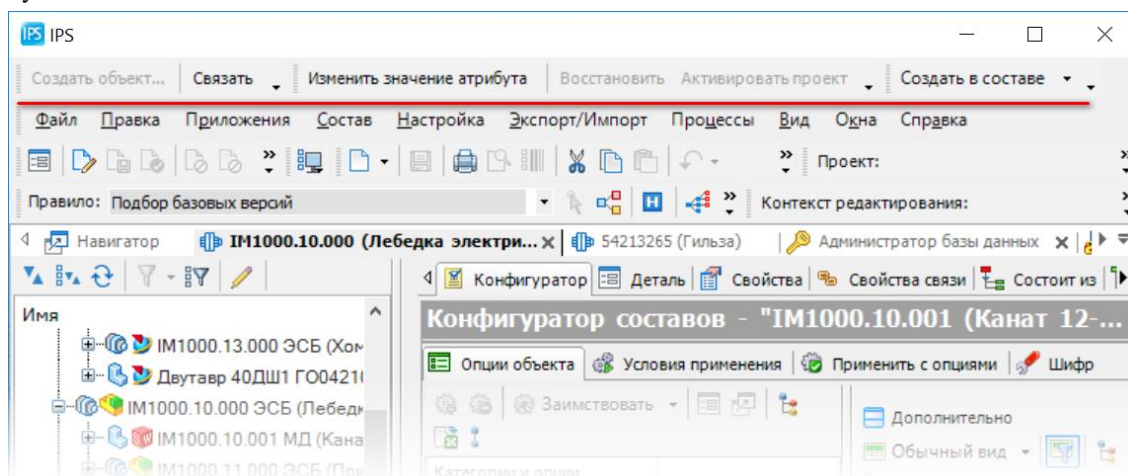 IPS
Создать объект... Связать Изменить значение атрибута Восстановить Активировать проект Создать в составе
Файл Правка Приложения Состав Настройка Экспорт/Импорт Процессы Вид Окна Справка
Проект:
Правило: Подбор базовых версий Контекст редактирования:
Навигатор IM1000.10.000 (Лебедка электри... 54213265 (Гильза) Администратор базы данных
Конфигуратор Деталь Свойства Свойства связи Состоит из
Имя
Конфигуратор составов - "IM1000.10.001 (Канат 12-...
IM1000.13.000 ЭСБ (Хом
Опции объекта Условия применения Применить с опциями Шифр
Двутавр 40ДШ1 ГО0421(
IM1000.10.000 ЭСБ (Лебедк
Заимствовать
Дополнительно
IM1000.10.001 МД (Кана
Обычный вид
IM1000.11.000 ЭСБ (При
Категории и опции